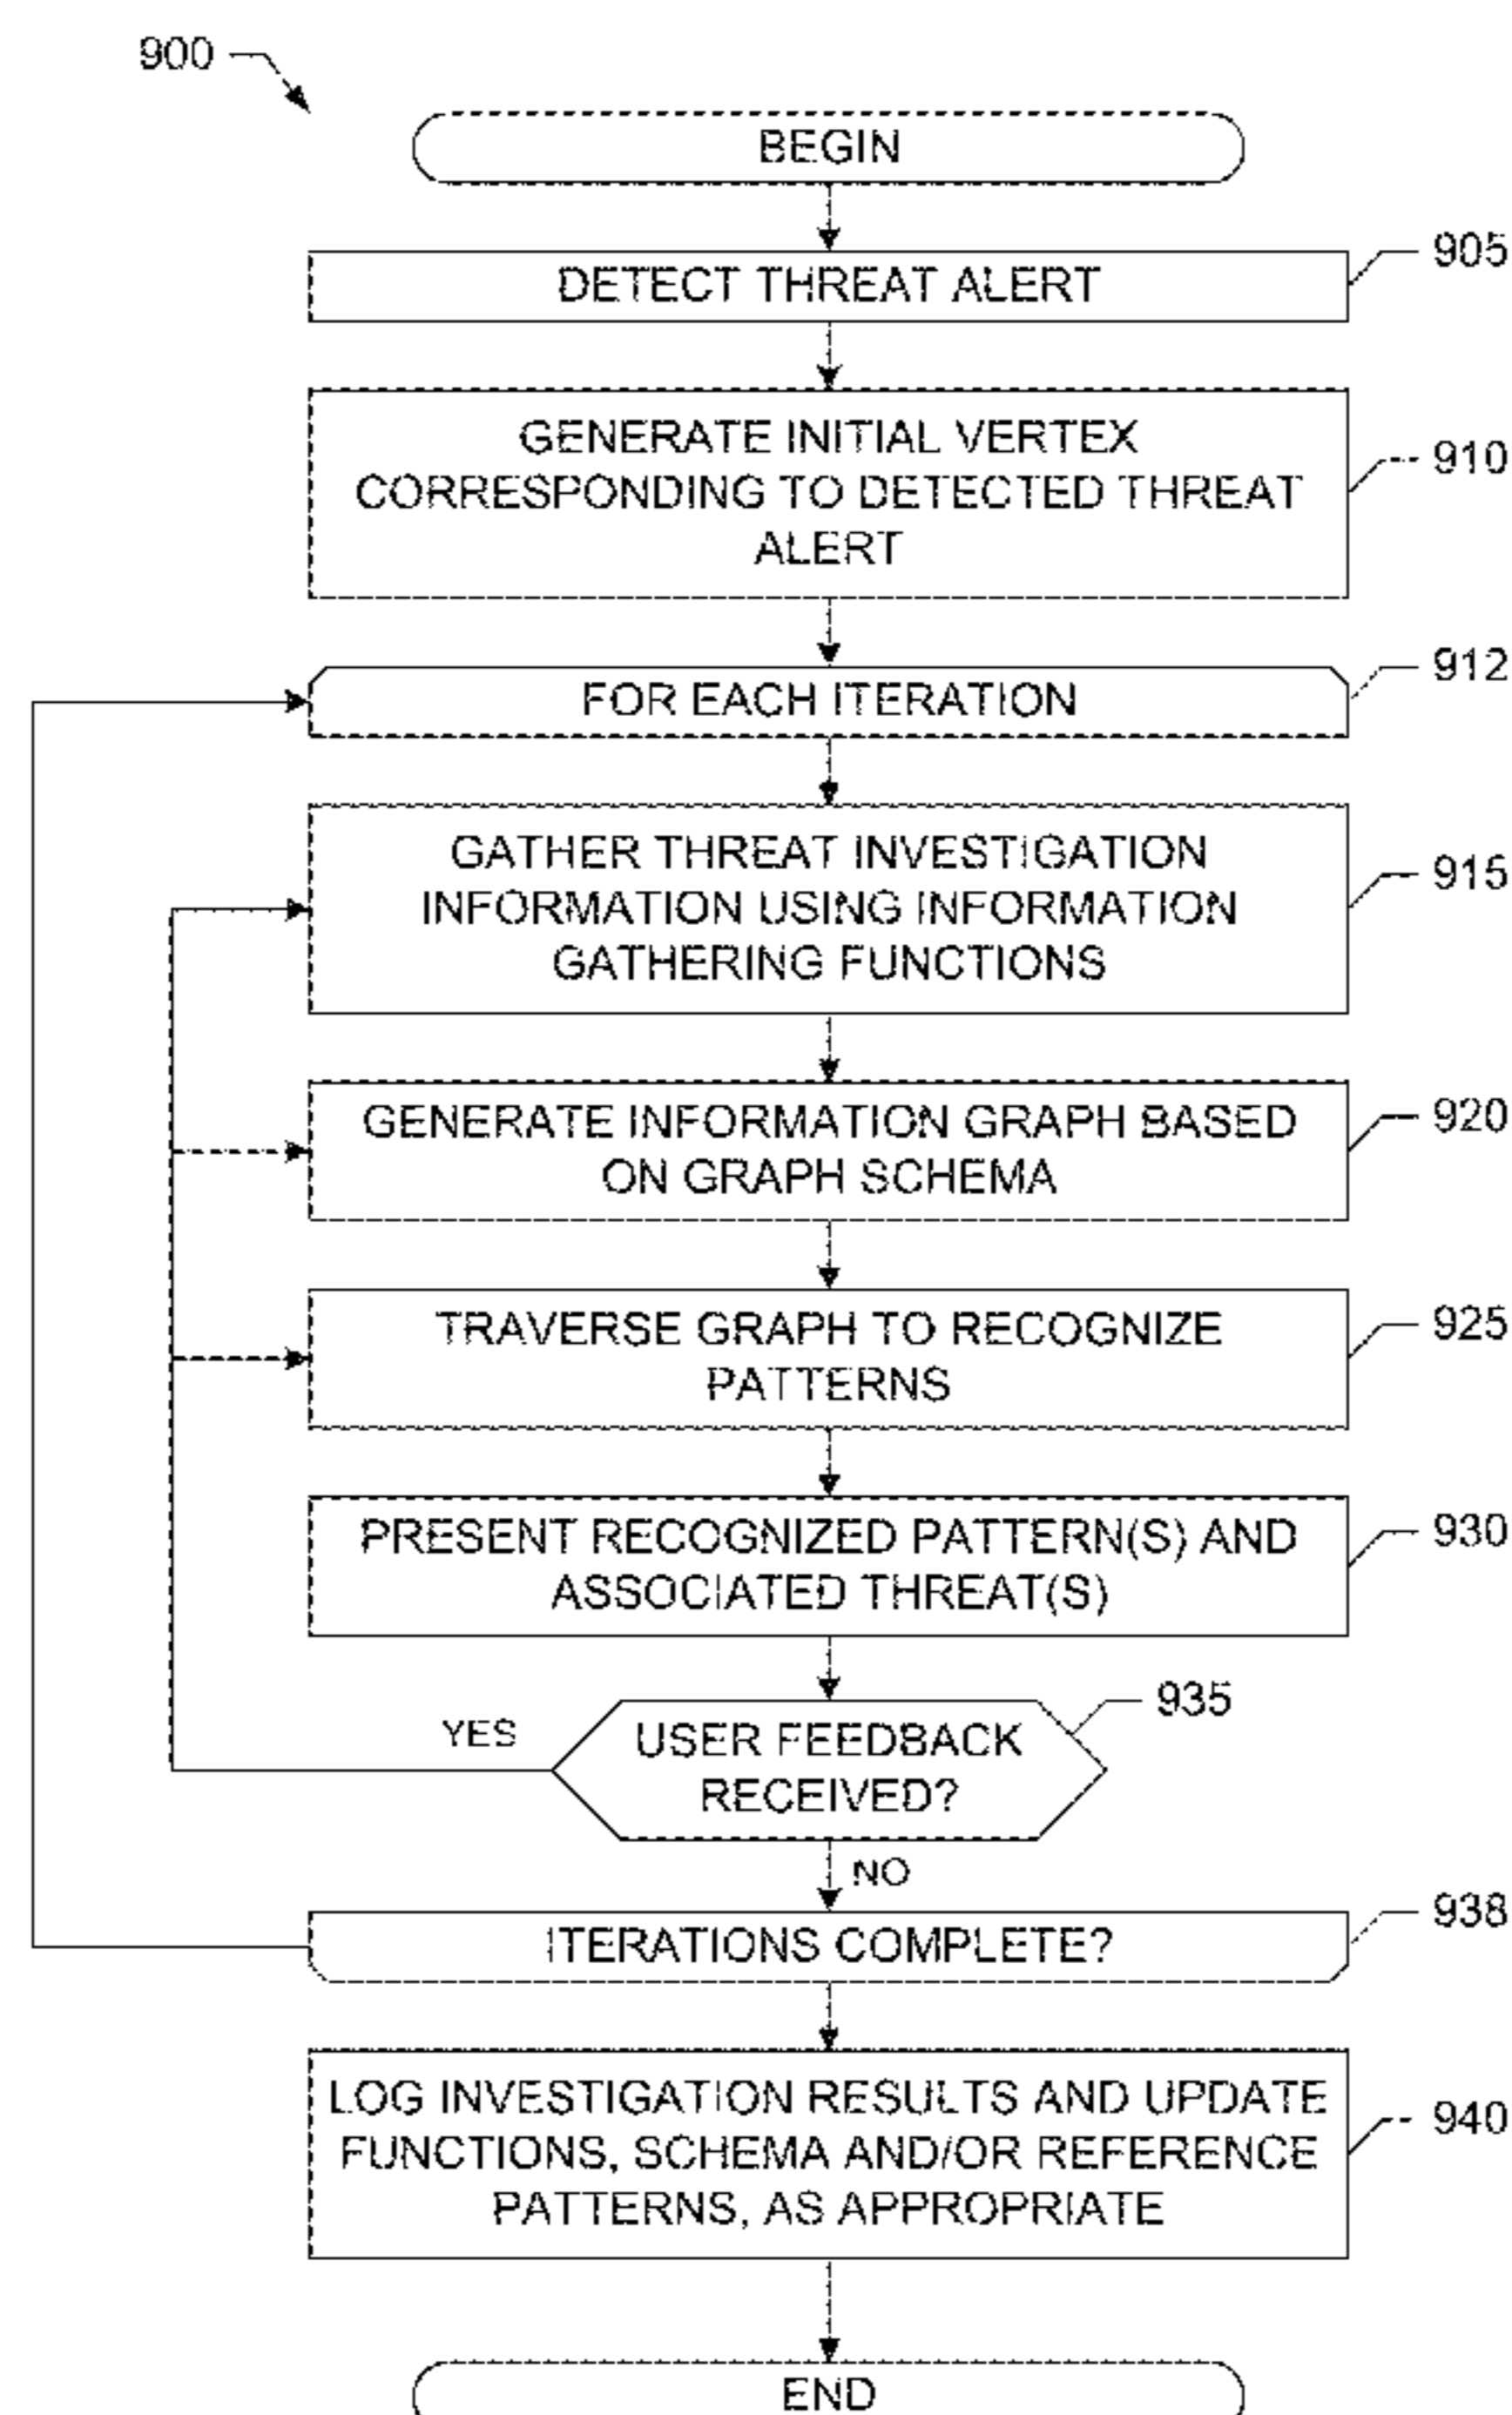 900
BEGIN
DETECT THREAT ALERT
905
GENERATE INITIAL VERTEX
CORRESPONDING TO DETECTED THREAT
ALERT
910
FOR EACH ITERATION
912
GATHER THREAT INVESTIGATION
INFORMATION USING INFORMATION
GATHERING FUNCTIONS
915
GENERATE INFORMATION GRAPH BASED
ON GRAPH SCHEMA
920
TRAVERSE GRAPH TO RECOGNIZE
PATTERNS
925
PRESENT RECOGNIZED PATTERN(S) AND
ASSOCIATED THREAT(S)
930
935
YES
USER FEEDBACK
RECEIVED?
NO
ITERATIONS COMPLETE?
938
LOG INVESTIGATION RESULTS AND UPDATE
FUNCTIONS, SCHEMA AND/OR REFERENCE
PATTERNS, AS APPROPRIATE
940
END